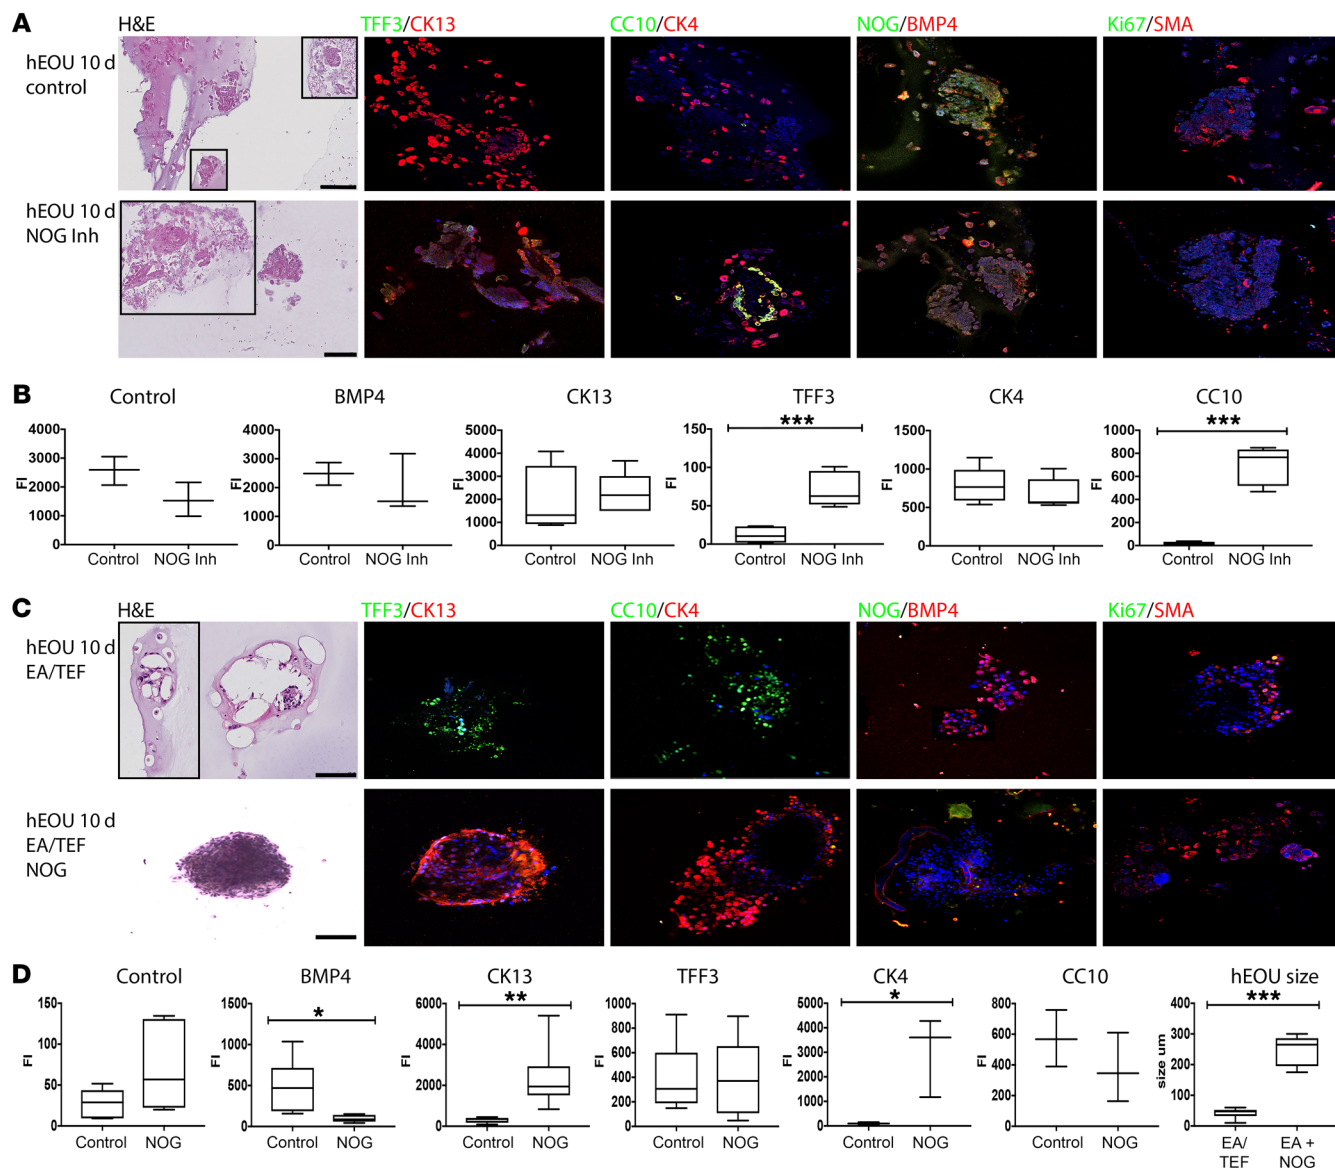 A
H&E
TFF3/CK13
CC10/CK4
NOG/BMP4
Ki67/SMA
hEOU 10 d
control
hEOU 10 d
NOG Inh
B
Control
BMP4
CK13
TFF3
CK4
CC10
FI
4000
3000
2000
1000
0
Control
NOG Inh
FI
4000
3000
2000
1000
0
Control
NOG Inh
FI
5000
4000
3000
2000
1000
0
Control
NOG Inh
FI
150
100
50
0
***
Control
NOG Inh
FI
1500
1000
500
0
Control
NOG Inh
FI
1000
800
600
400
200
0
***
Control
NOG Inh
C
H&E
TFF3/CK13
CC10/CK4
NOG/BMP4
Ki67/SMA
hEOU 10 d
EA/TEF
hEOU 10 d
EA/TEF
NOG
D
Control
BMP4
CK13
TFF3
CK4
CC10
hEOU size
FI
150
100
50
0
Control
NOG
FI
1500
1000
500
0
*
Control
NOG
FI
6000
4000
2000
0
**
Control
NOG
FI
1000
800
600
400
200
0
Control
NOG
FI
5000
4000
3000
2000
1000
0
*
Control
NOG
FI
800
600
400
200
0
Control
NOG
size um
400
300
200
100
0
***
EA/
TEF
EA +
NOG